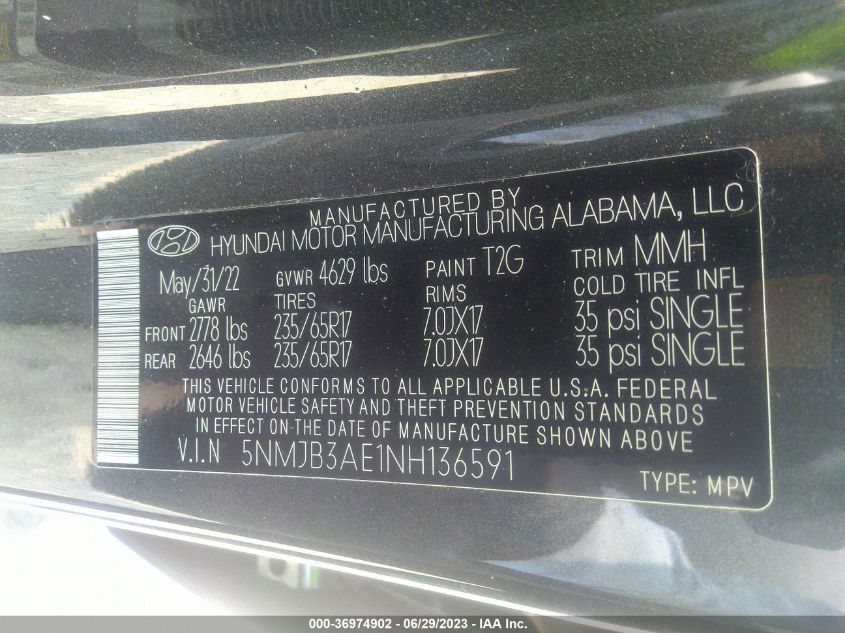 MANUFACTURED BY
HYUNDAI MOTOR MANUFACTURING ALABAMA, LLC
May/31/22 GVWR 4629 lbs PAINT T2G TRIM MMH
GAWR TIRES RIMS COLD TIRE INFL
FRONT 2778 lbs 235/65R17 7.0JX17 35 psi SINGLE
REAR 2646 lbs 235/65R17 7.0JX17 35 psi SINGLE
THIS VEHICLE CONFORMS TO ALL APPLICABLE U.S.A. FEDERAL
MOTOR VEHICLE SAFETY AND THEFT PREVENTION STANDARDS
IN EFFECT ON THE DATE OF MANUFACTURE SHOWN ABOVE
V.I.N 5NMJB3AE1NH136591
TYPE: MPV
000-36974902 - 06/29/2023 - IAA Inc.